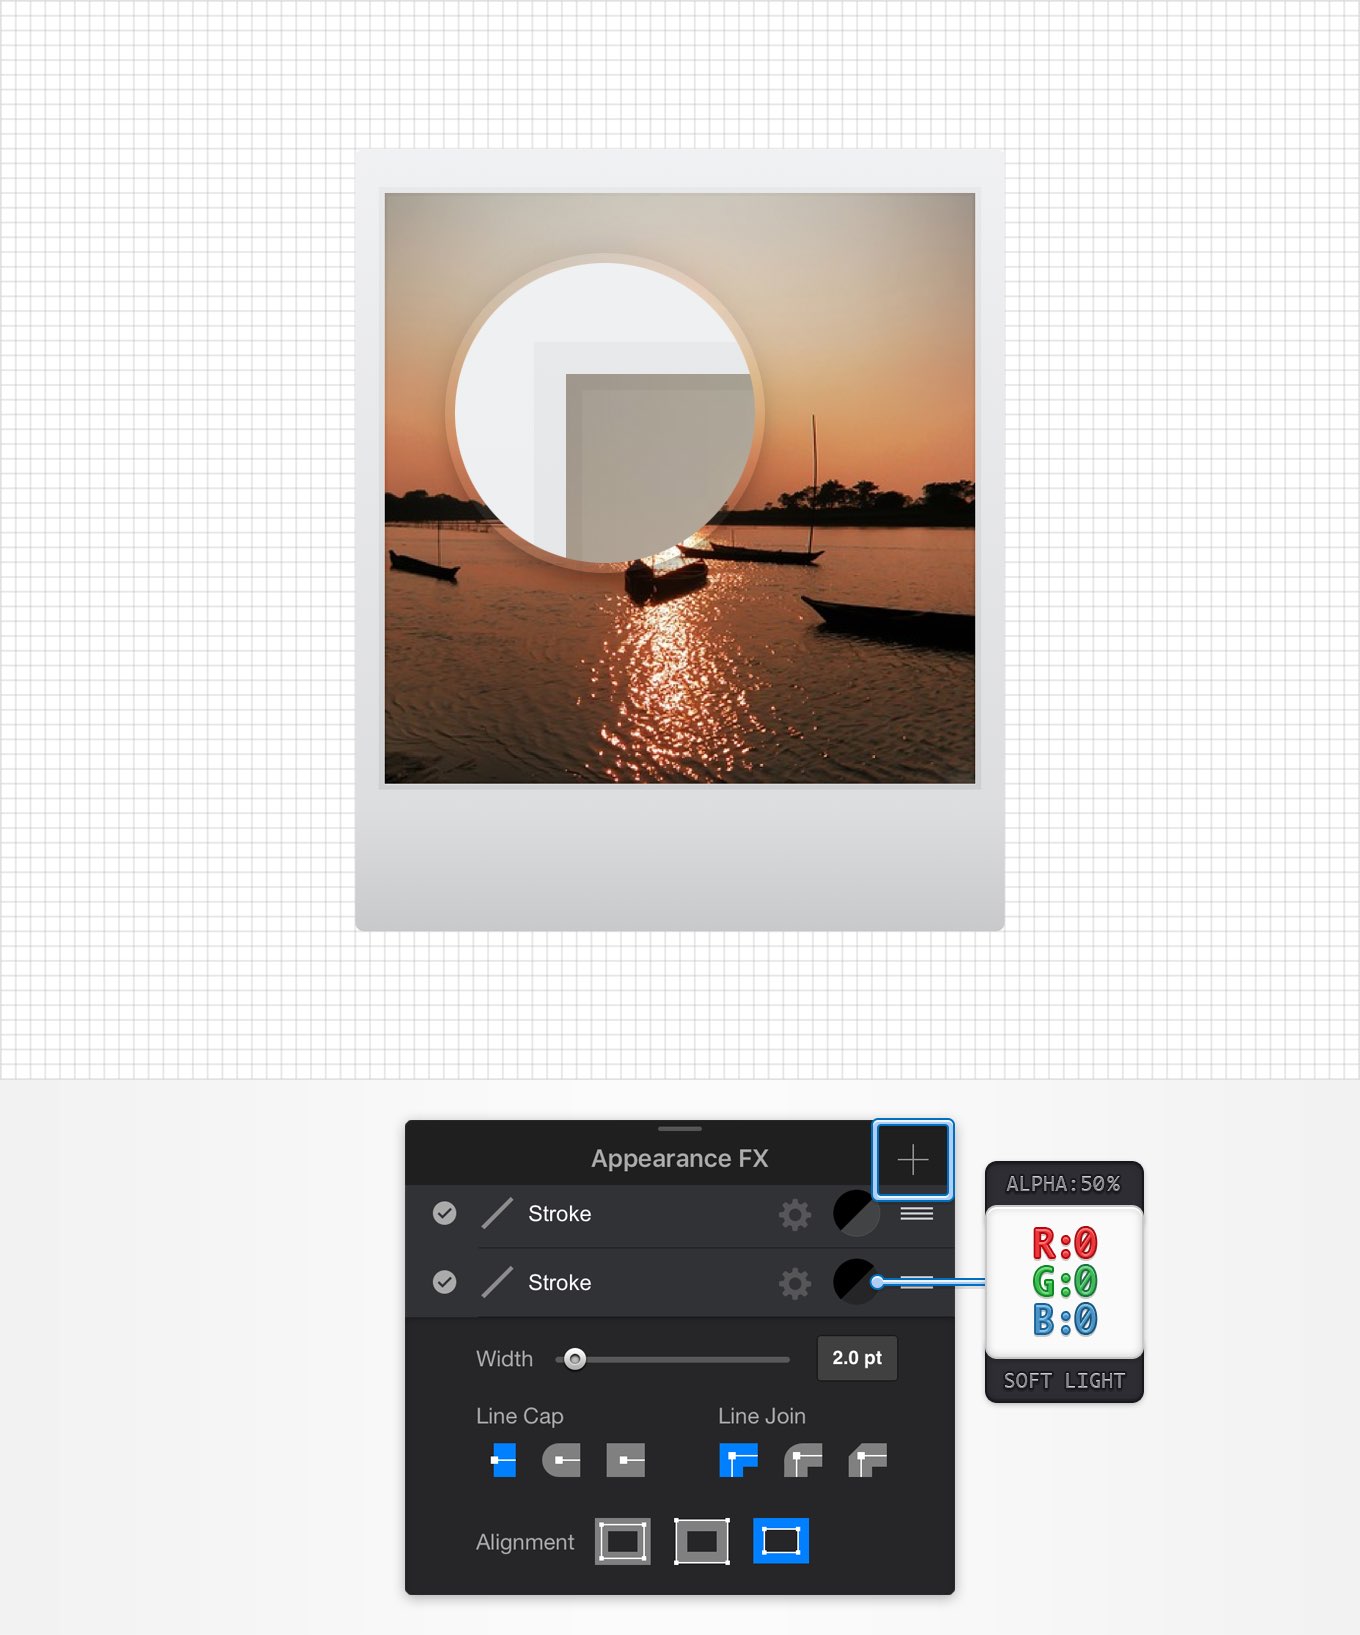 Appearance FX
Stroke
Stroke
Width
2.0 pt
Line Cap
Line Join
Alignment
ALPHA:50%
R:0
G:0
B:0
SOFT LIGHT